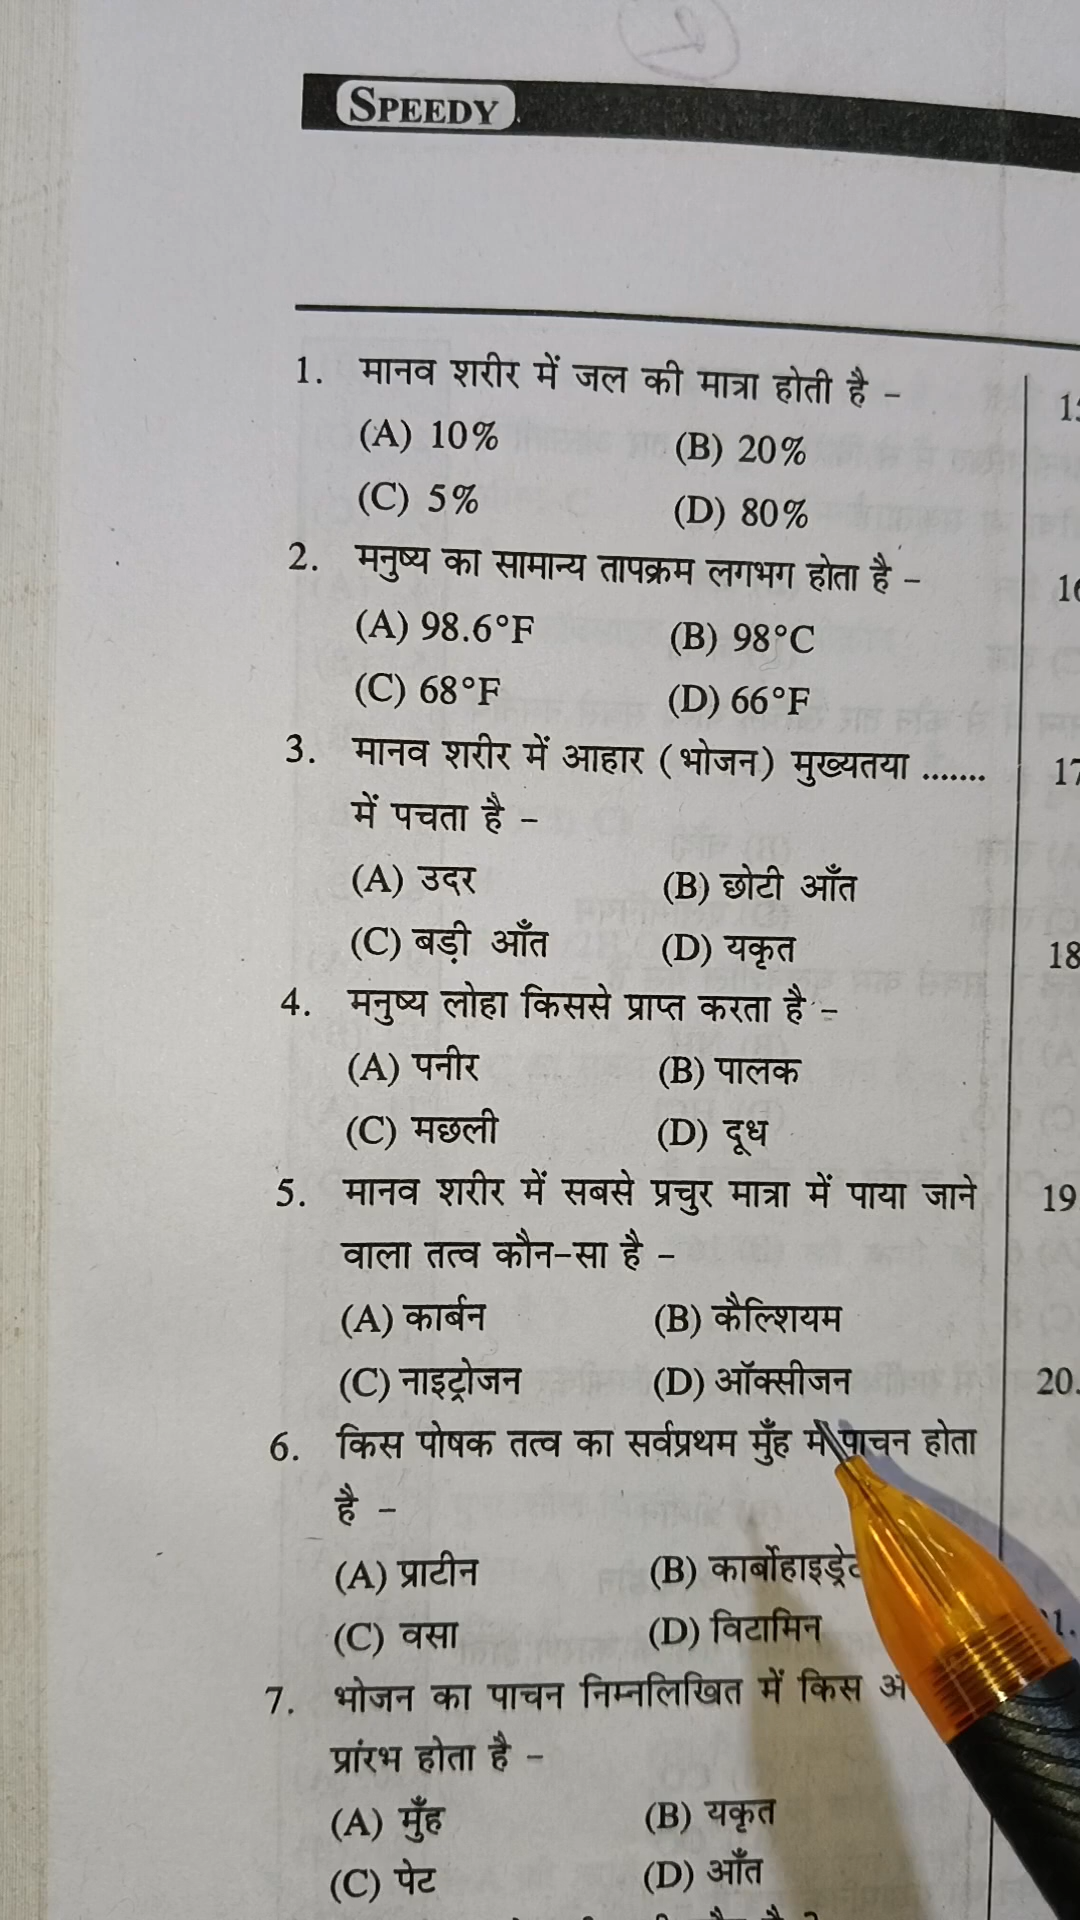 SPEEDY
1. मानव शरीर में जल की मात्रा होती है -
(A) 10% (B) 20%
(C) 5% (D) 80%
2. मनुष्य का सामान्य तापक्रम लगभग होता है -
(A) 98.6°F (B) 98°C
(C) 68°F (D) 66°F
3. मानव शरीर में आहार (भोजन) मुख्यतया .......
में पचता है -
(A) उदर (B) छोटी आँत
(C) बड़ी आँत (D) यकृत
4. मनुष्य लोहा किससे प्राप्त करता है -
(A) पनीर (B) पालक
(C) मछली (D) दूध
5. मानव शरीर में सबसे प्रचुर मात्रा में पाया जाने
वाला तत्व कौन-सा है -
(A) कार्बन (B) कैल्शियम
(C) नाइट्रोजन (D) ऑक्सीजन
6. किस पोषक तत्व का सर्वप्रथम मुँह में पाचन होता
है -
(A) प्राटीन (B)
(C) वसा (D) विटामिन
7. भोजन का पाचन निम्नलिखित में किस
प्रांरभ होता है -
(A) मुँह (B) यकृत
(C) पेट (D) आँत
17
18
19
20.